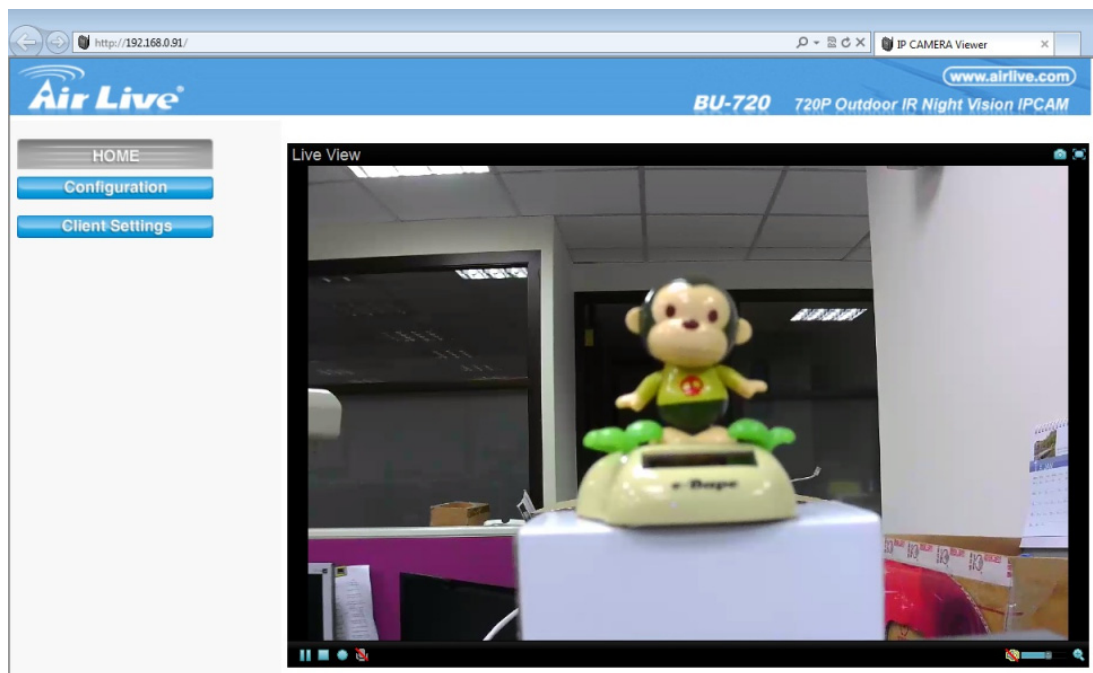 http://192.168.0.91/
IP CAMERA Viewer
Air Live®
www.airlive.com
BU-720 720P Outdoor IR Night Vision IPCAM
HOME
Configuration
Client Settings
Live View